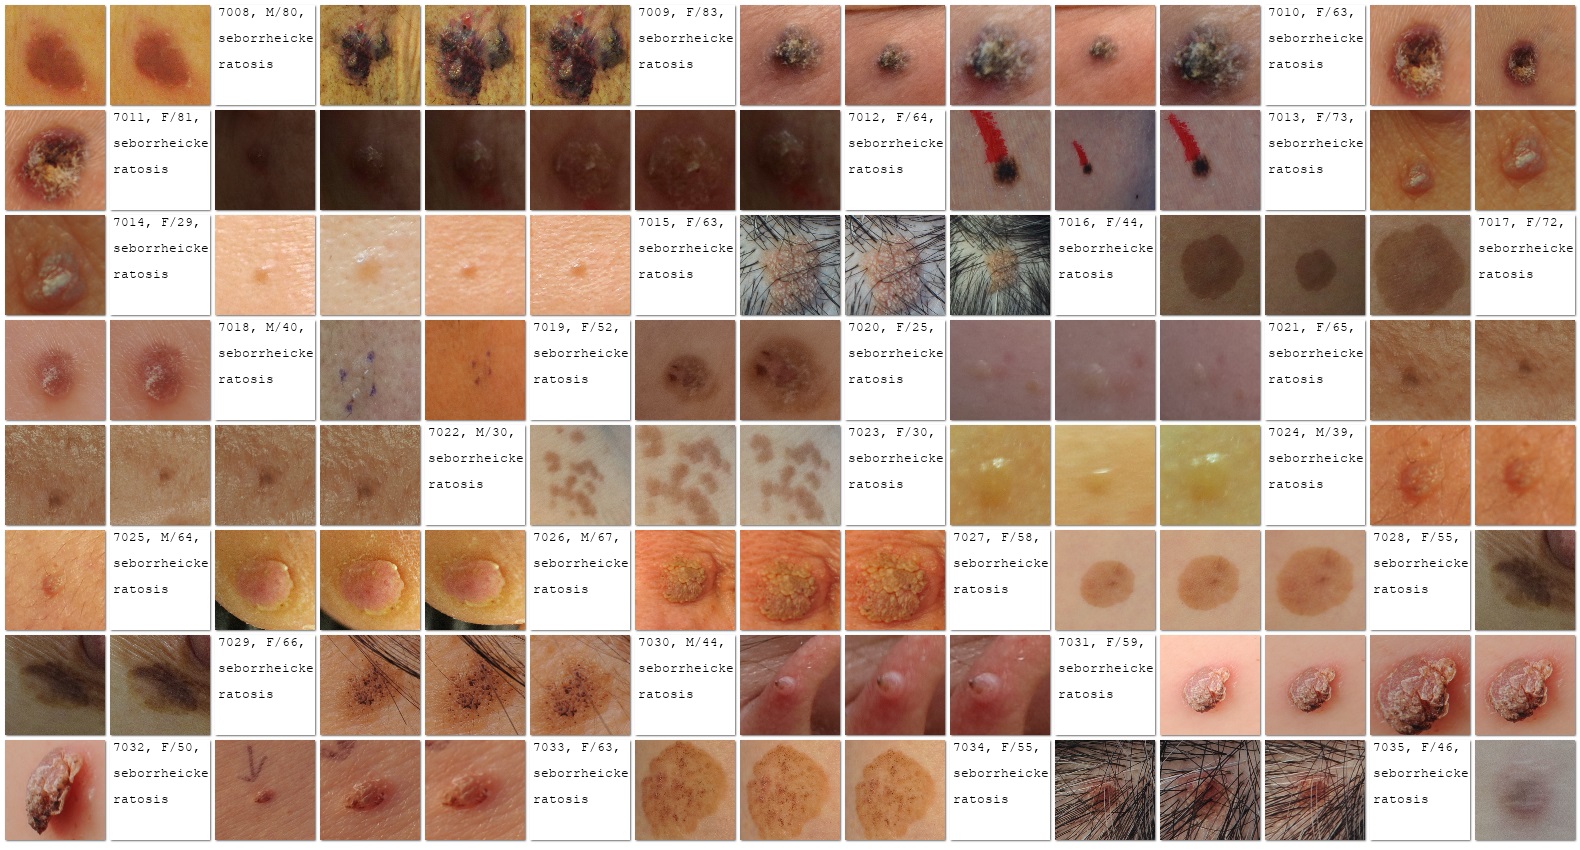 7008, M/80,
seborrheicke
ratosis
7009, F/83,
seborrheicke
ratosis
7010, F/63,
seborrheicke
ratosis
7011, F/81,
seborrheicke
ratosis
7012, F/64,
seborrheicke
ratosis
7013, F/73,
seborrheicke
ratosis
7014, F/29,
seborrheicke
ratosis
7015, F/63,
seborrheicke
ratosis
7016, F/44,
seborrheicke
ratosis
7017, F/72,
seborrheicke
ratosis
7018, M/40,
seborrheicke
ratosis
7019, F/52,
seborrheicke
ratosis
7020, F/25,
seborrheicke
ratosis
7021, F/65,
seborrheicke
ratosis
7022, M/30,
seborrheicke
ratosis
7023, F/30,
seborrheicke
ratosis
7024, M/39,
seborrheicke
ratosis
7025, M/64,
seborrheicke
ratosis
7026, M/67,
seborrheicke
ratosis
7027, F/58,
seborrheicke
ratosis
7028, F/55,
seborrheicke
ratosis
7029, F/66,
seborrheicke
ratosis
7030, M/44,
seborrheicke
ratosis
7031, F/59,
seborrheicke
ratosis
7032, F/50,
seborrheicke
ratosis
7033, F/63,
seborrheicke
ratosis
7034, F/55,
seborrheicke
ratosis
7035, F/46,
seborrheicke
ratosis